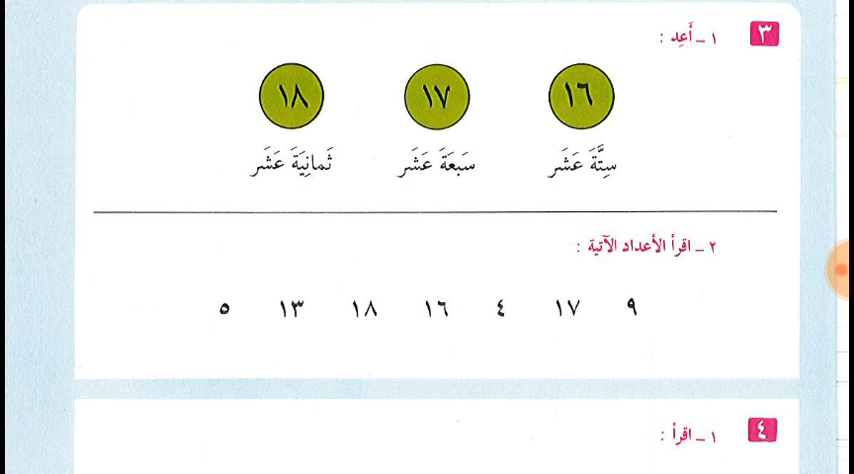 ٣ ١ ـ أَعِد :
١٦ ١٧ ١٨
سِتَّةَ عَشَر سَبعَةَ عَشَر ثَمانِيَةَ عَشَر
٢ ـ اقرأ الأعداد الآتية :
٩ ١٧ ٤ ١٦ ١٨ ١٣ ٥
٤ ١ ـ اقرأ :